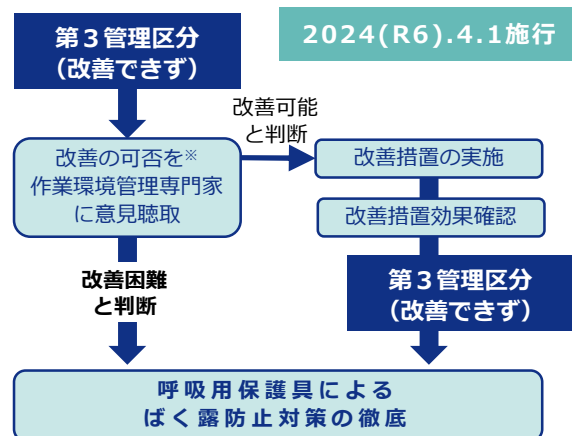 第３管理区分
（改善できず）
2024(R6).4.1施行
改善可能
と判断
改善の可否を※
作業環境管理専門家
に意見聴取
改善措置の実施
改善措置効果確認
改善困難
と判断
第３管理区分
（改善できず）
呼吸用保護具による
ばく露防止対策の徹底